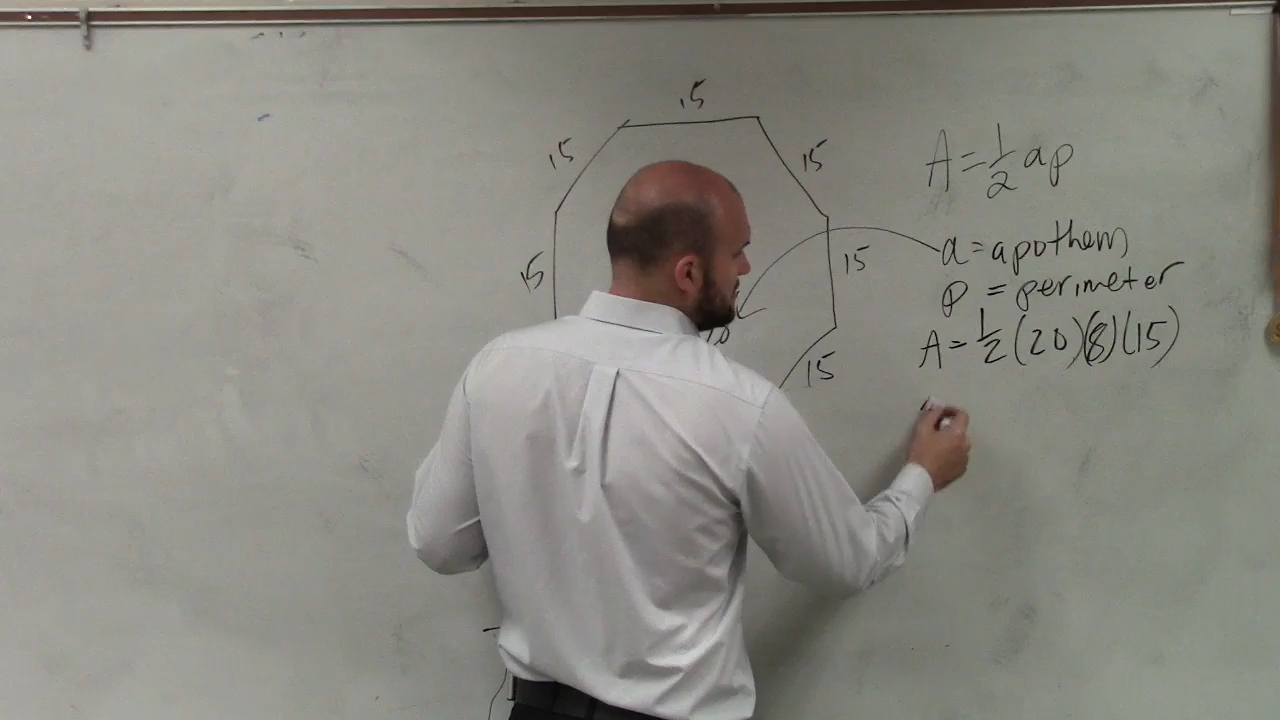 15
15
15
15
15
15
A = 1/2 ap
a = apothem
p = perimeter
A = 1/2 (20)(8)(15)